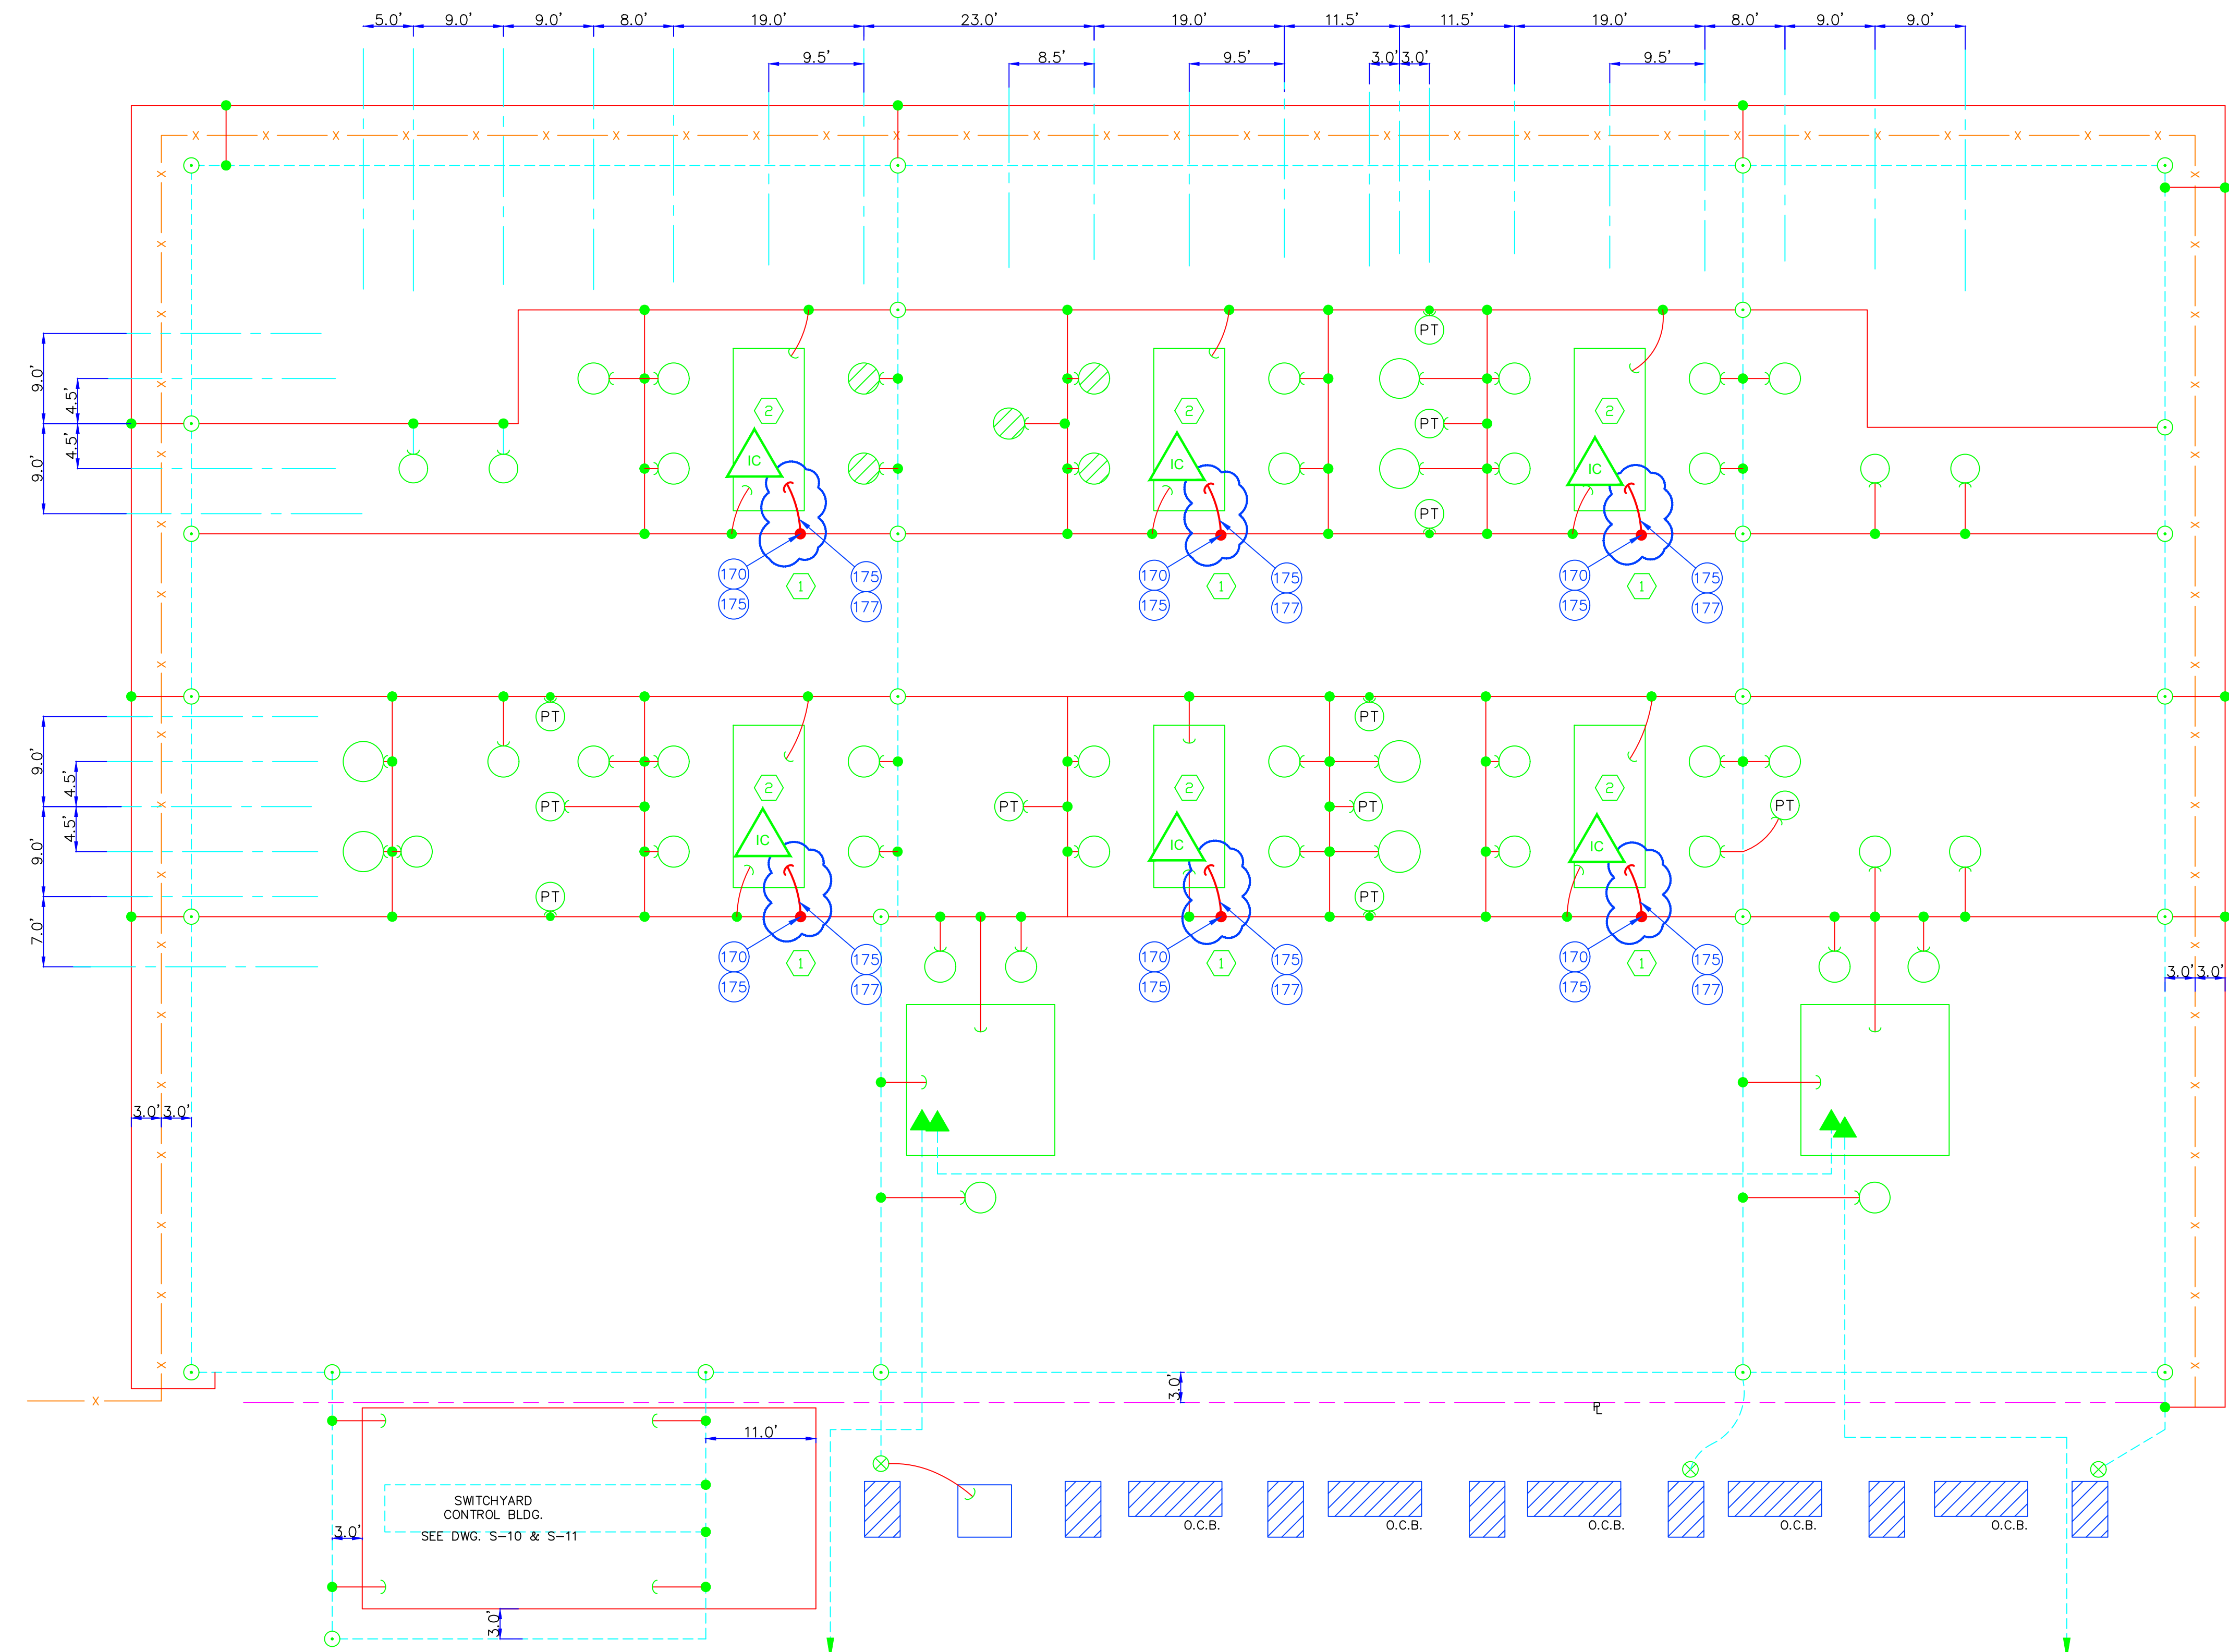 5.0' 9.0' 9.0' 8.0' 19.0' 23.0' 19.0' 11.5' 11.5' 19.0' 8.0' 9.0' 9.0'
9.5' 8.5' 9.5' 3.0' 3.0' 9.5'
X X X X X X X X X X X X X X X X X X X X X X X X X X X X X
X X
X X
X X
PT
9.0'
4.5'
2 2 2
PT
4.5'
9.0'
IC IC IC
PT
170 175 170 175 170 175
175 1 177 175 1 177 175 1 177
X X
X X
PT PT
9.0'
4.5'
2 2 2
PT PT PT PT
4.5'
9.0'
IC IC IC
PT PT
7.0'
170 175 170 175 170 175
175 1 177 175 1 177 175 1 177
3.0' 3.0'
X X
X X
3.0' 3.0'
X X
X X
X X
X X
3.0'
X
PL
11.0'
SWITCHYARD
CONTROL BLDG.
SEE DWG. S-10 & S-11
3.0'
O.C.B. O.C.B. O.C.B. O.C.B. O.C.B.
3.0'